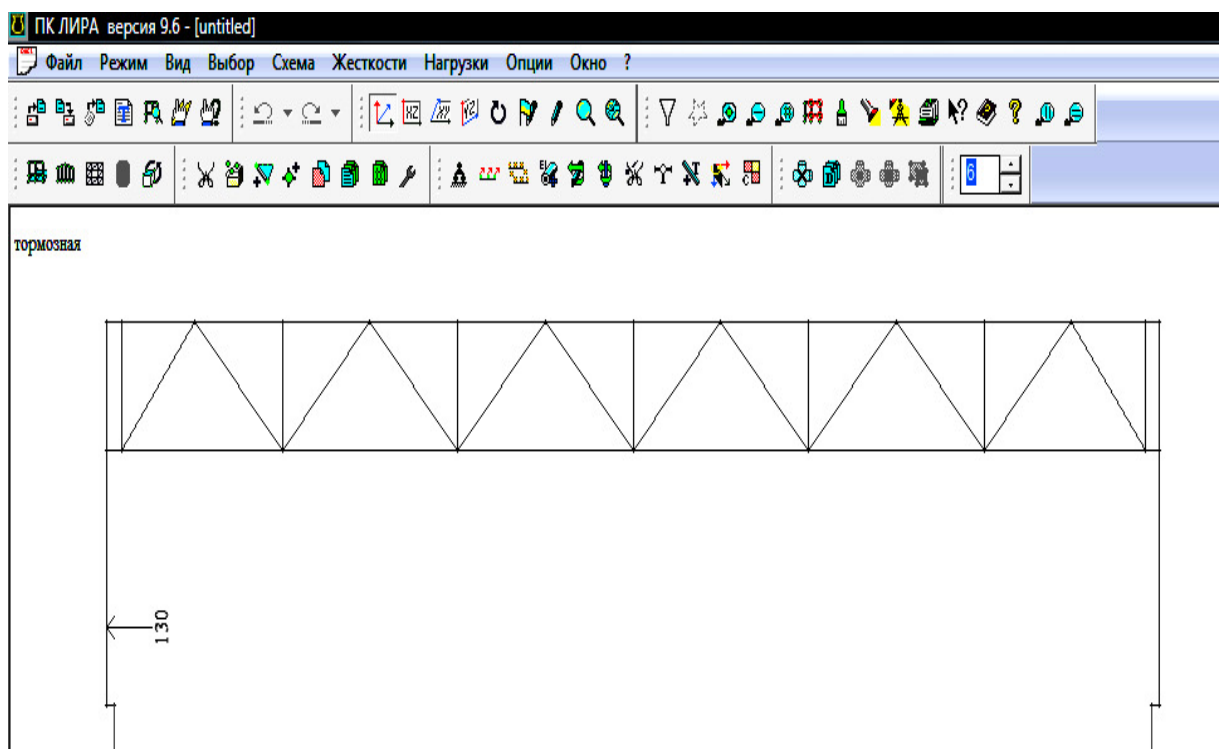 ПК ЛИРА версия 9.6 - [untitled]
Файл Режим Вид Выбор Схема Жесткости Нагрузки Опции Окно ?
6
тормозная
130